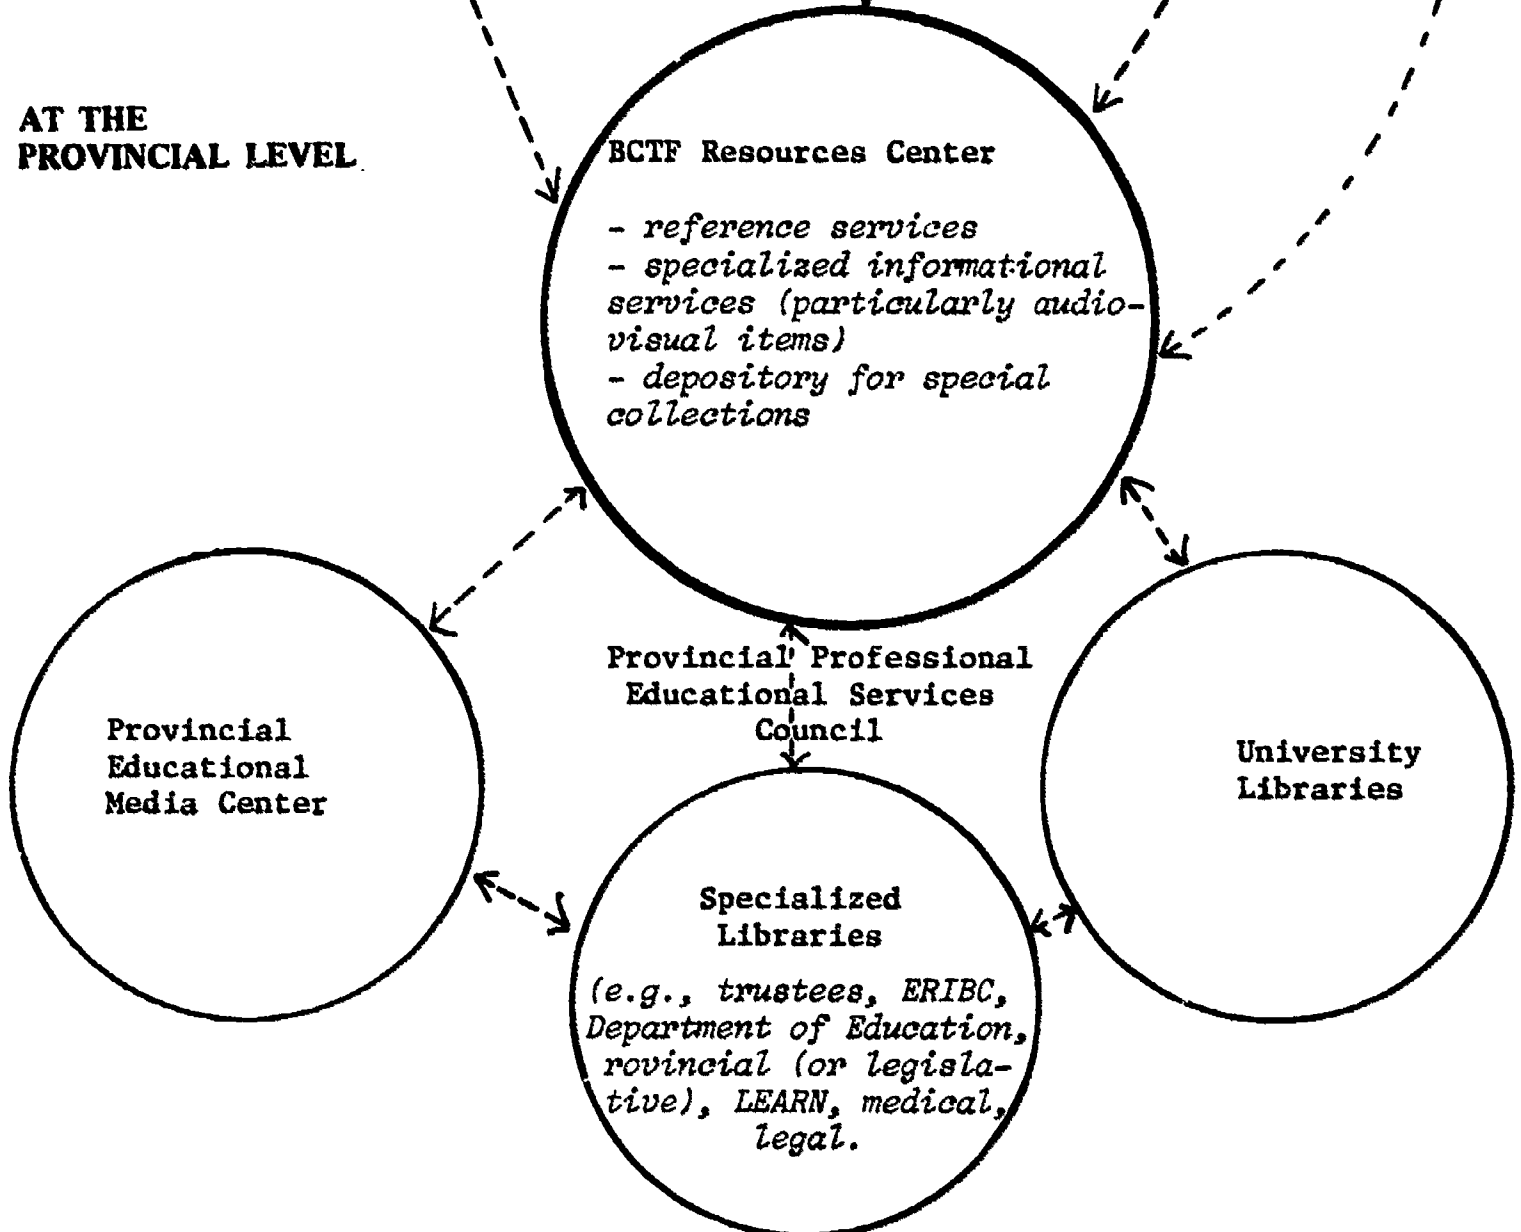 AT THE
PROVINCIAL LEVEL
BCTF Resources Center
- reference services
- specialized informational
services (particularly audio-
visual items)
- depository for special
collections
Provincial Professional
Educational Services
Council
Provincial
Educational
Media Center
University
Libraries
Specialized
Libraries
(e.g., trustees, ERIBC,
Department of Education,
rovincial (or legisla-
tive), LEARN, medical,
legal.